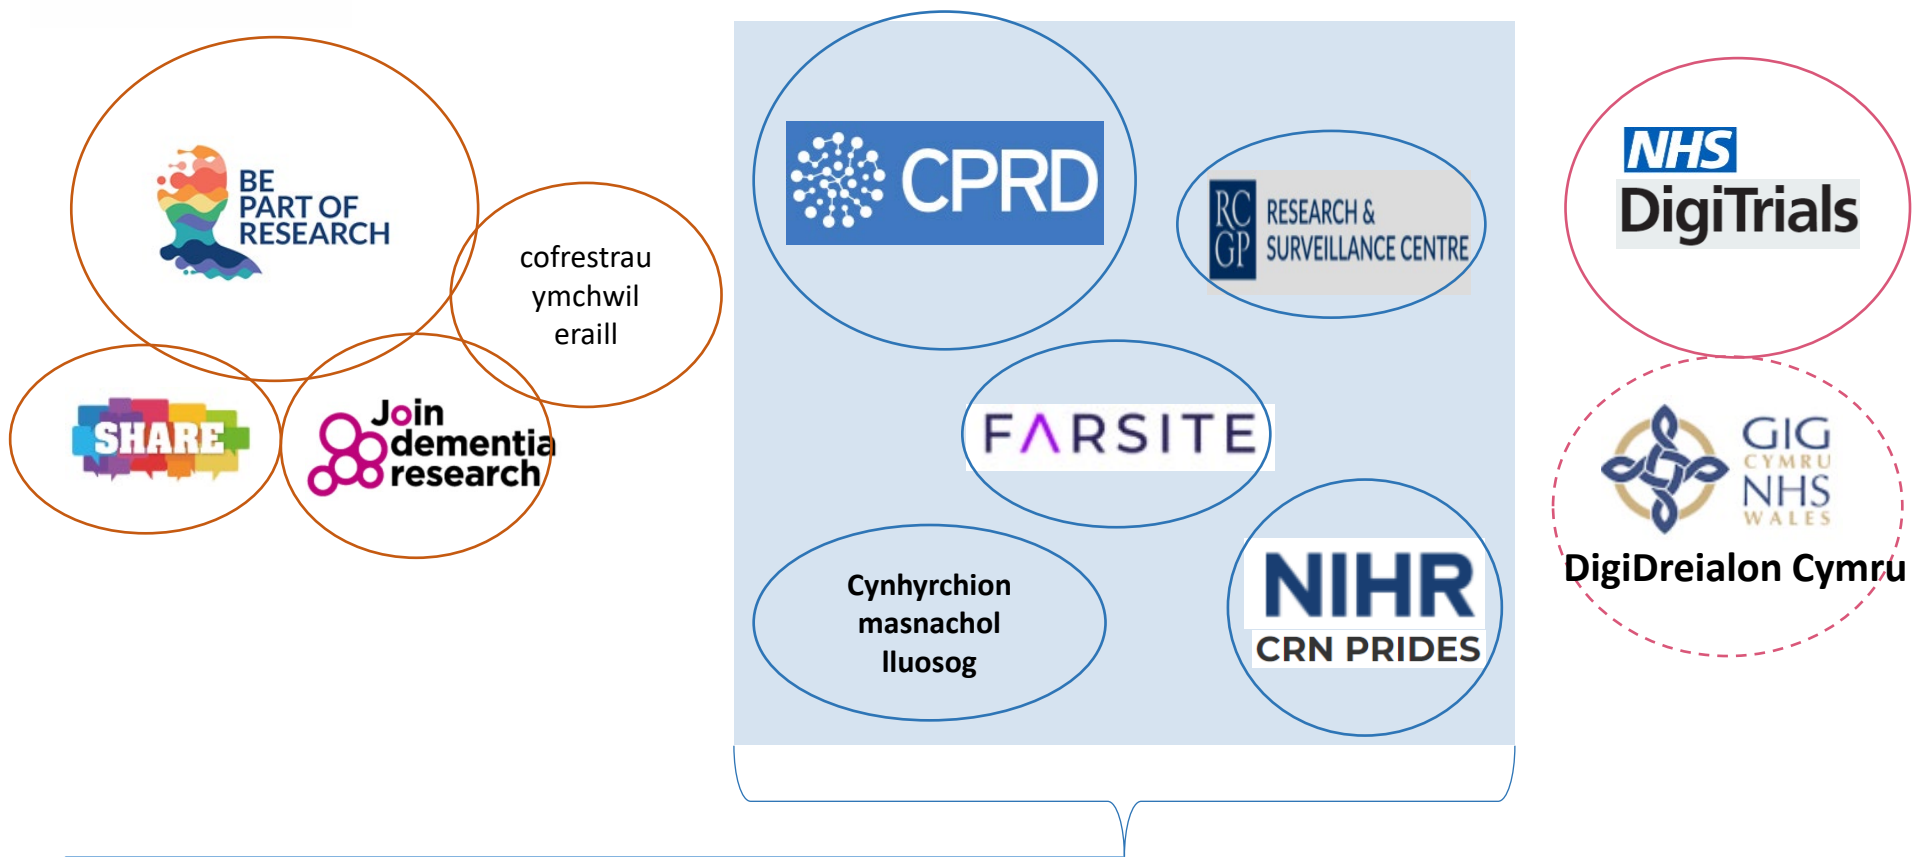 BE
PART OF
RESEARCH
cofrestrau
ymchwil
eraill
SHARE
Join
dementia
research
CPRD
RC
GP
RESEARCH &
SURVEILLANCE CENTRE
FARSITE
Cynhyrchion
masnachol
lluosog
NIHR
CRN PRIDES
NHS
DigiTrials
GIG
CYMRU
NHS
WALES
DigiDreialon Cymru